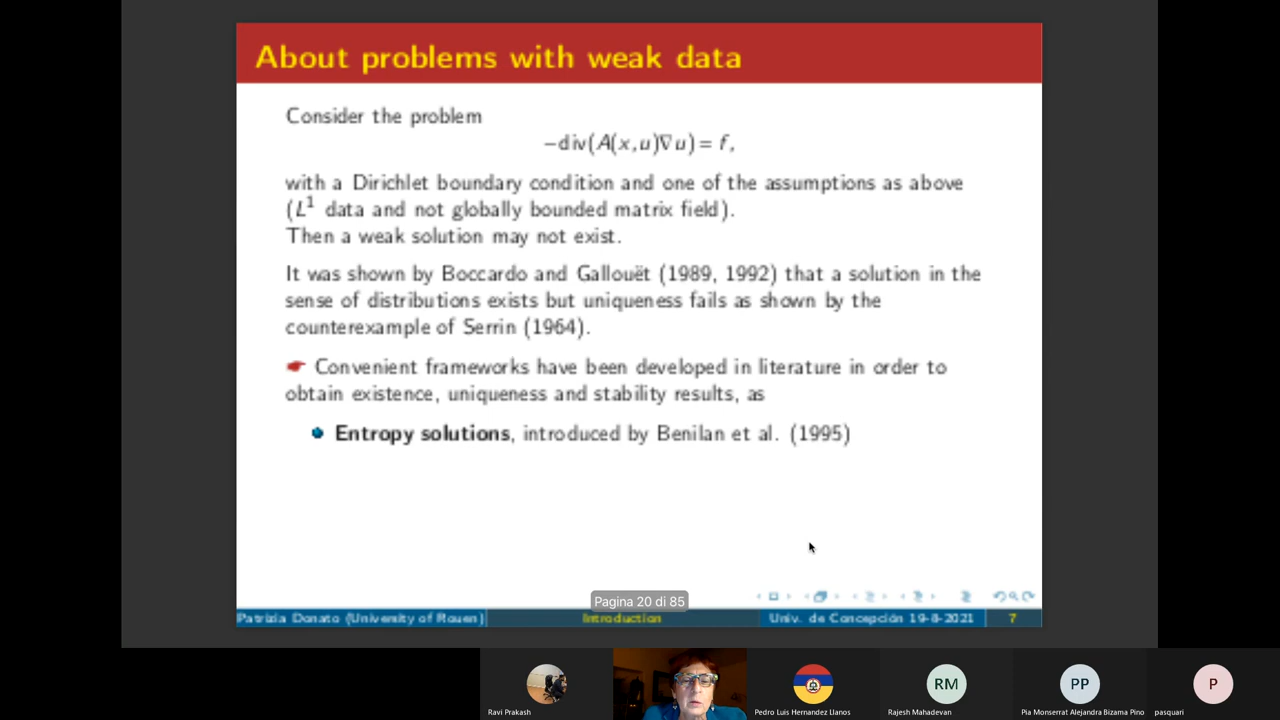 About problems with weak data
Consider the problem
−div(A(x,u)∇u) = f,
with a Dirichlet boundary condition and one of the assumptions as above
(L¹ data and not globally bounded matrix field).
Then a weak solution may not exist.
It was shown by Boccardo and Gallouët (1989, 1992) that a solution in the
sense of distributions exists but uniqueness fails as shown by the
counterexample of Serrin (1964).
Convenient frameworks have been developed in literature in order to
obtain existence, uniqueness and stability results, as
Entropy solutions, introduced by Benilan et al. (1995)
Pagina 20 di 85
Patrizia Donato (University of Rouen) Introduction Univ. de Concepción 19-8-2021 7
RM PP P
Ravi Prakash Pedro Luis Hernandez Llanos Rajesh Mahadevan Pia Monserrat Alejandra Bizama Pino pasquari